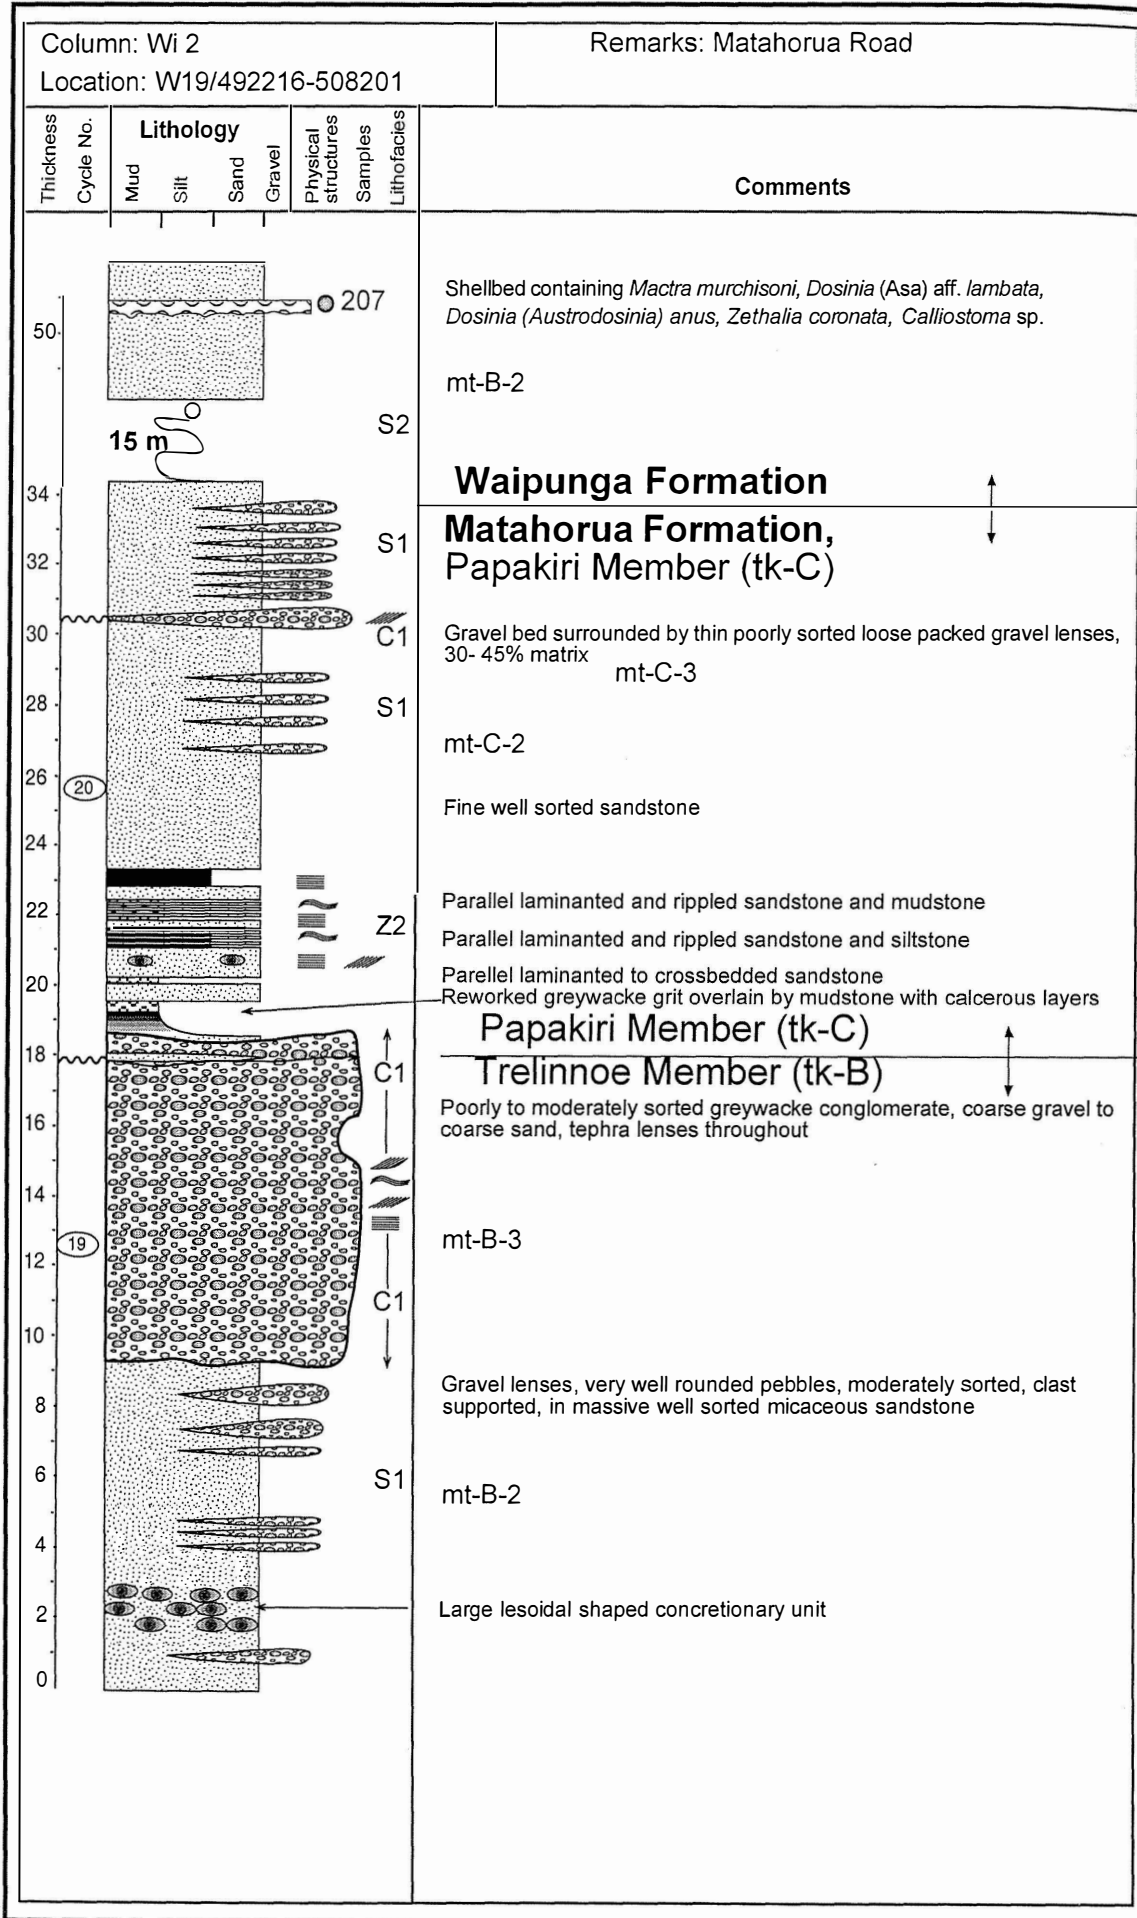 Column: Wi 2
Remarks: Matahorua Road
Location: W19/492216-508201
Thickness
Cycle No.
Lithology
Mud
Silt
Sand
Gravel
Physical structures
Samples
Lithofacies
Comments
207
Shellbed containing Mactra murchisoni, Dosinia (Asa) aff. lambata,
Dosinia (Austrodosinia) anus, Zethalia coronata, Calliostoma sp.
50
mt-B-2
S2
15 m
Waipunga Formation
34
Matahorua Formation,
S1
Papakiri Member (tk-C)
32
30
C1
Gravel bed surrounded by thin poorly sorted loose packed gravel lenses,
30- 45% matrix
mt-C-3
28
S1
mt-C-2
26
20
Fine well sorted sandstone
24
Parallel laminanted and rippled sandstone and mudstone
22
Z2
Parallel laminanted and rippled sandstone and siltstone
Parellel laminanted to crossbedded sandstone
20
Reworked greywacke grit overlain by mudstone with calcerous layers
Papakiri Member (tk-C)
18
C1
Trelinnoe Member (tk-B)
Poorly to moderately sorted greywacke conglomerate, coarse gravel to
coarse sand, tephra lenses throughout
16
14
19
mt-B-3
12
C1
10
Gravel lenses, very well rounded pebbles, moderately sorted, clast
supported, in massive well sorted micaceous sandstone
8
6
S1
mt-B-2
4
Large lesoidal shaped concretionary unit
2
0